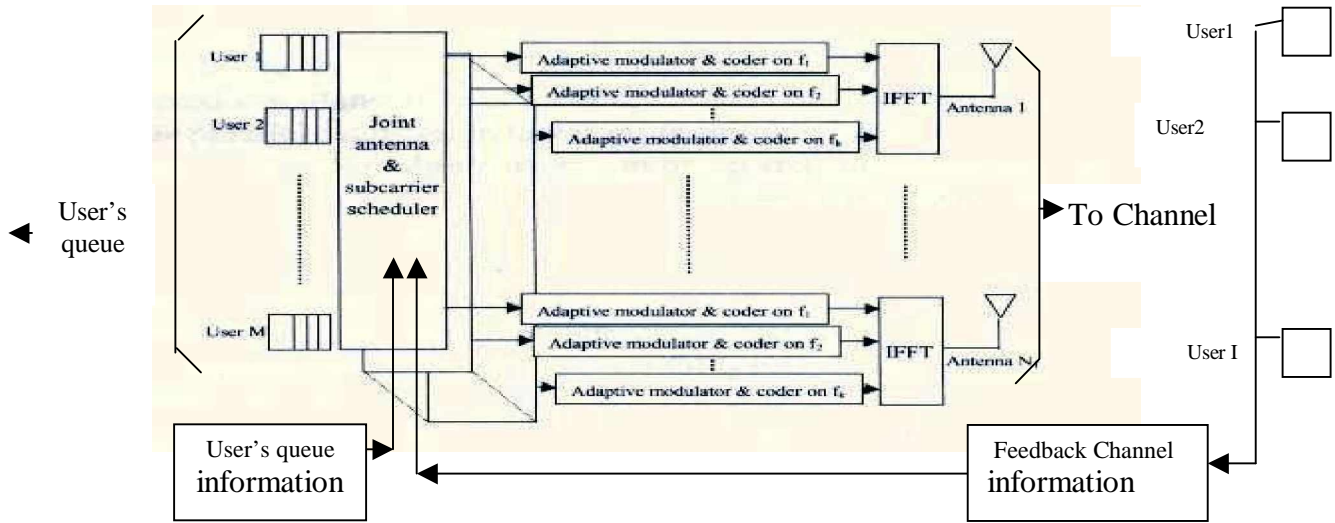 User 1
User 2
User M
User's
queue
Joint
antenna
&
subcarrier
scheduler
Adaptive modulator & coder on f₁
Adaptive modulator & coder on f₂
Adaptive modulator & coder on fₖ
IFFT
Antenna 1
Adaptive modulator & coder on f₁
Adaptive modulator & coder on f₂
Adaptive modulator & coder on fₖ
IFFT
Antenna N
To Channel
User1
User2
User I
User's queue
information
Feedback Channel
information